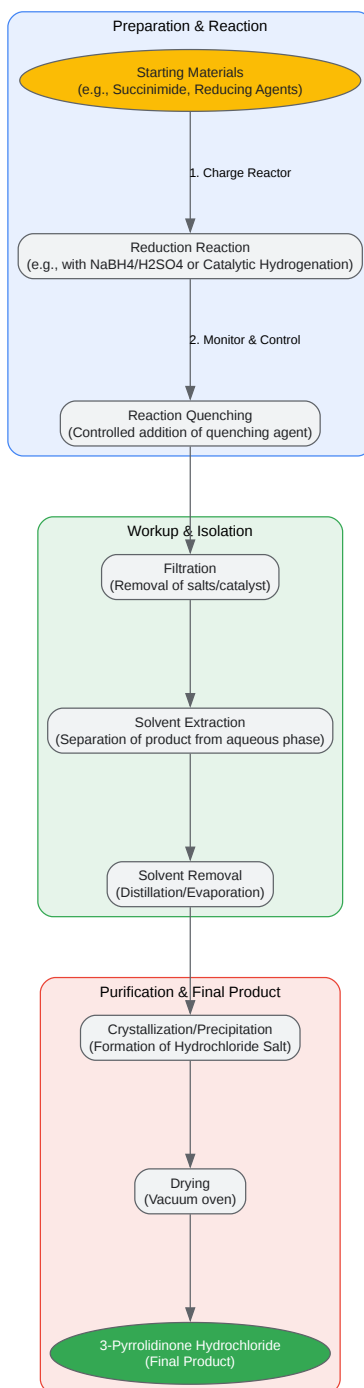 Preparation & Reaction
Starting Materials
(e.g., Succinimide, Reducing Agents)
1. Charge Reactor
Reduction Reaction
(e.g., with NaBH4/H2SO4 or Catalytic Hydrogenation)
2. Monitor & Control
Reaction Quenching
(Controlled addition of quenching agent)
Workup & Isolation
Filtration
(Removal of salts/catalyst)
Solvent Extraction
(Separation of product from aqueous phase)
Solvent Removal
(Distillation/Evaporation)
Purification & Final Product
Crystallization/Precipitation
(Formation of Hydrochloride Salt)
Drying
(Vacuum oven)
3-Pyrrolidinone Hydrochloride
(Final Product)